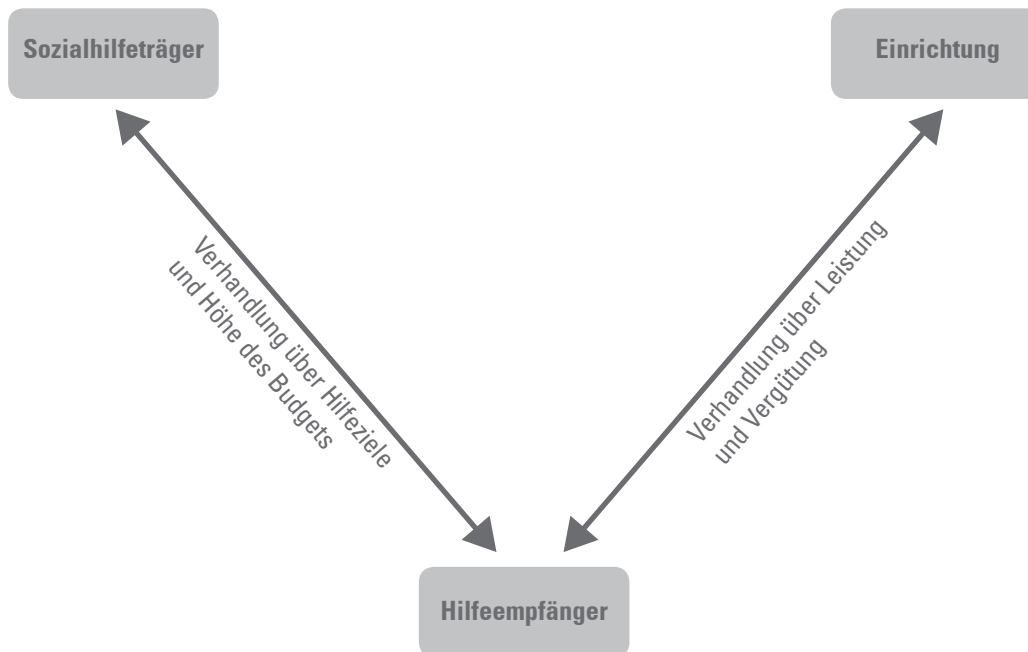 Sozialhilfeträger
Einrichtung
Verhandlung über Hilfeziele
und Höhe des Budgets
Verhandlung über Leistung
und Vergütung
Hilfeempfänger